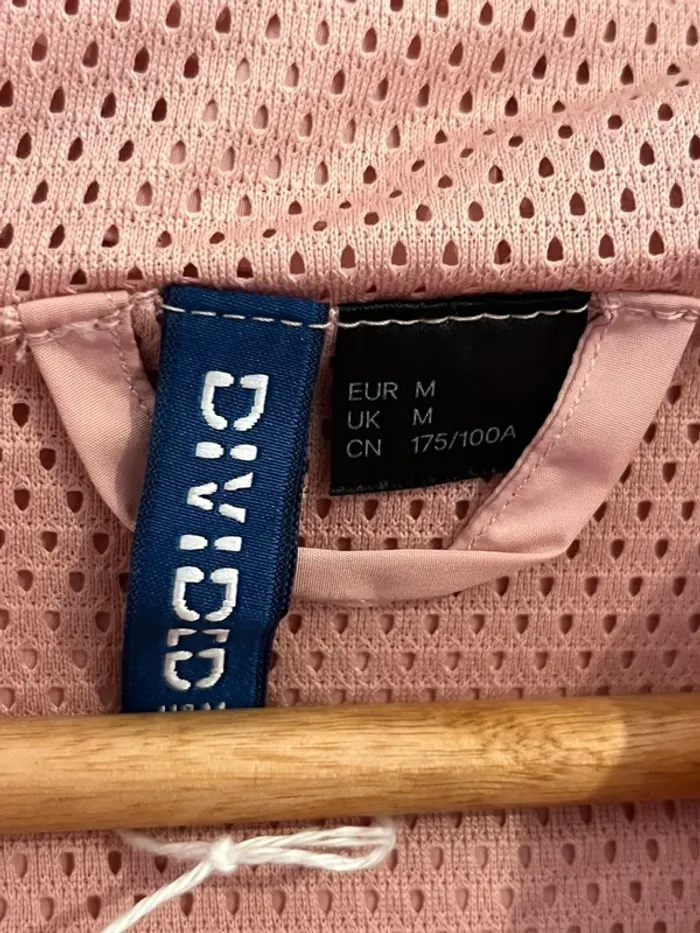 DIVIDED
EUR M
UK M
CN 175/100A